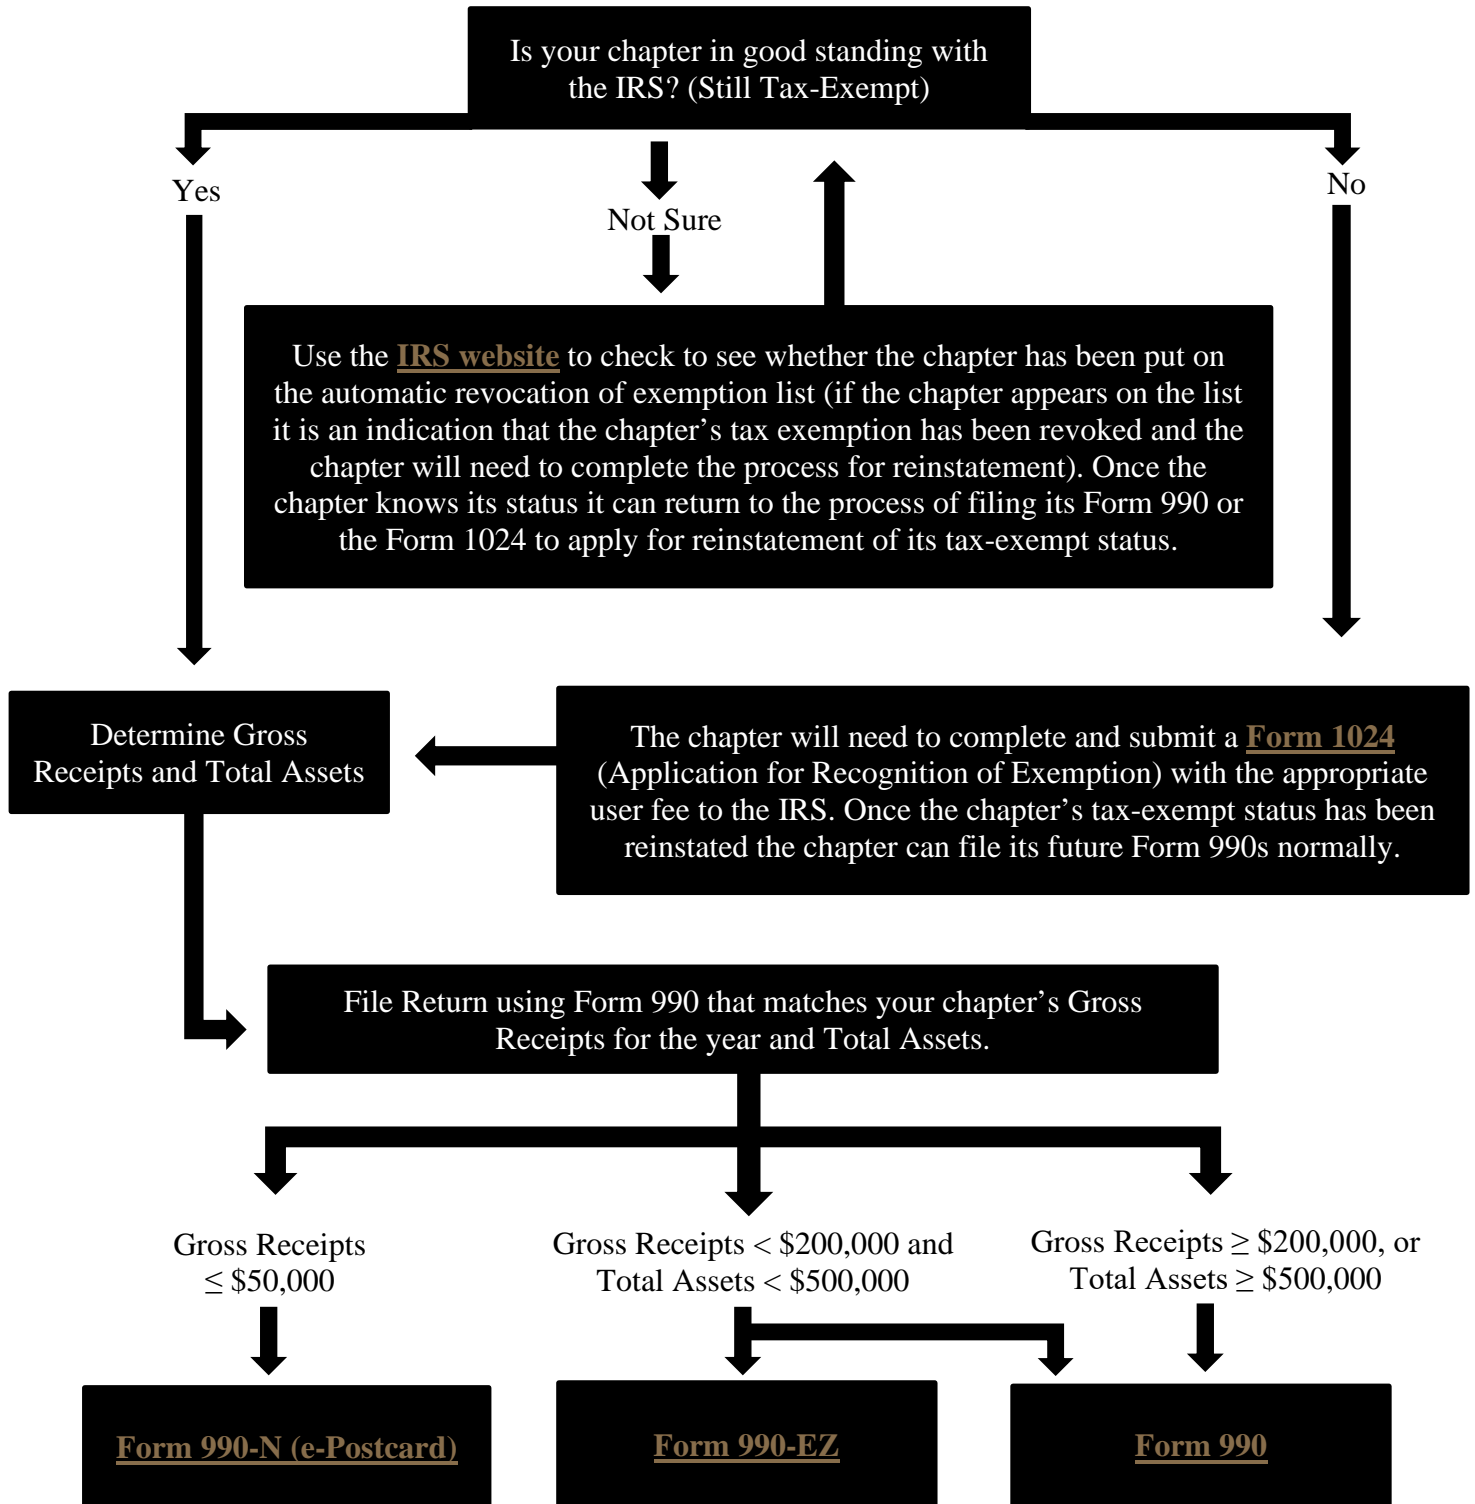 Is your chapter in good standing with
the IRS? (Still Tax-Exempt)
Yes
Not Sure
No
Use the IRS website to check to see whether the chapter has been put on
the automatic revocation of exemption list (if the chapter appears on the list
it is an indication that the chapter’s tax exemption has been revoked and the
chapter will need to complete the process for reinstatement). Once the
chapter knows its status it can return to the process of filing its Form 990 or
the Form 1024 to apply for reinstatement of its tax-exempt status.
Determine Gross
Receipts and Total Assets
The chapter will need to complete and submit a Form 1024
(Application for Recognition of Exemption) with the appropriate
user fee to the IRS. Once the chapter’s tax-exempt status has been
reinstated the chapter can file its future Form 990s normally.
File Return using Form 990 that matches your chapter’s Gross
Receipts for the year and Total Assets.
Gross Receipts
≤ $50,000
Gross Receipts < $200,000 and
Total Assets < $500,000
Gross Receipts ≥ $200,000, or
Total Assets ≥ $500,000
Form 990-N (e-Postcard)
Form 990-EZ
Form 990